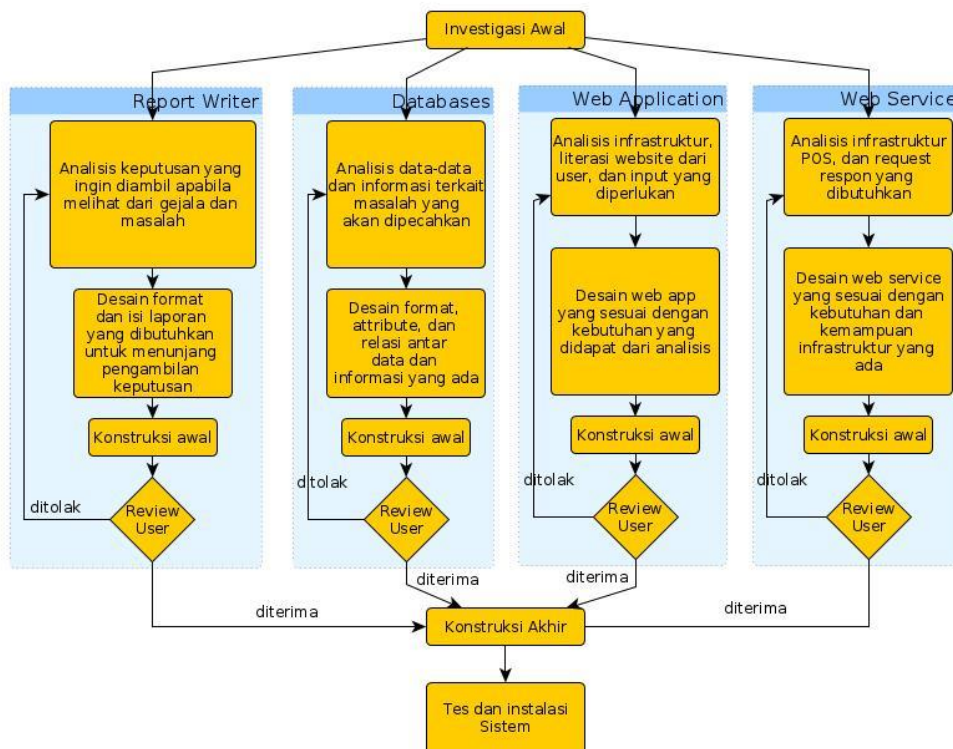 Investigasi Awal
Report Writer
Analisis keputusan yang
ingin diambil apabila
melihat dari gejala dan
masalah
Desain format
dan isi laporan
yang dibutuhkan
untuk menunjang
pengambilan
keputusan
Konstruksi awal
ditolak
Review
User
diterima
Databases
Analisis data-data
dan informasi terkait
masalah yang
akan dipecahkan
Desain format,
attribute, dan
relasi antar
data dan
informasi yang ada
Konstruksi awal
ditolak
Review
User
diterima
Web Application
Analisis infrastruktur,
literasi website dari
user, dan input yang
diperlukan
Desain web app
yang sesuai dengan
kebutuhan yang
didapat dari analisis
Konstruksi awal
ditolak
Review
User
diterima
Web Service
Analisis infrastruktur
POS, dan request
respon yang
dibutuhkan
Desain web service
yang sesuai dengan
kebutuhan dan
kemampuan
infrastruktur yang
ada
Konstruksi awal
ditolak
Review
User
diterima
Konstruksi Akhir
Tes dan instalasi
Sistem